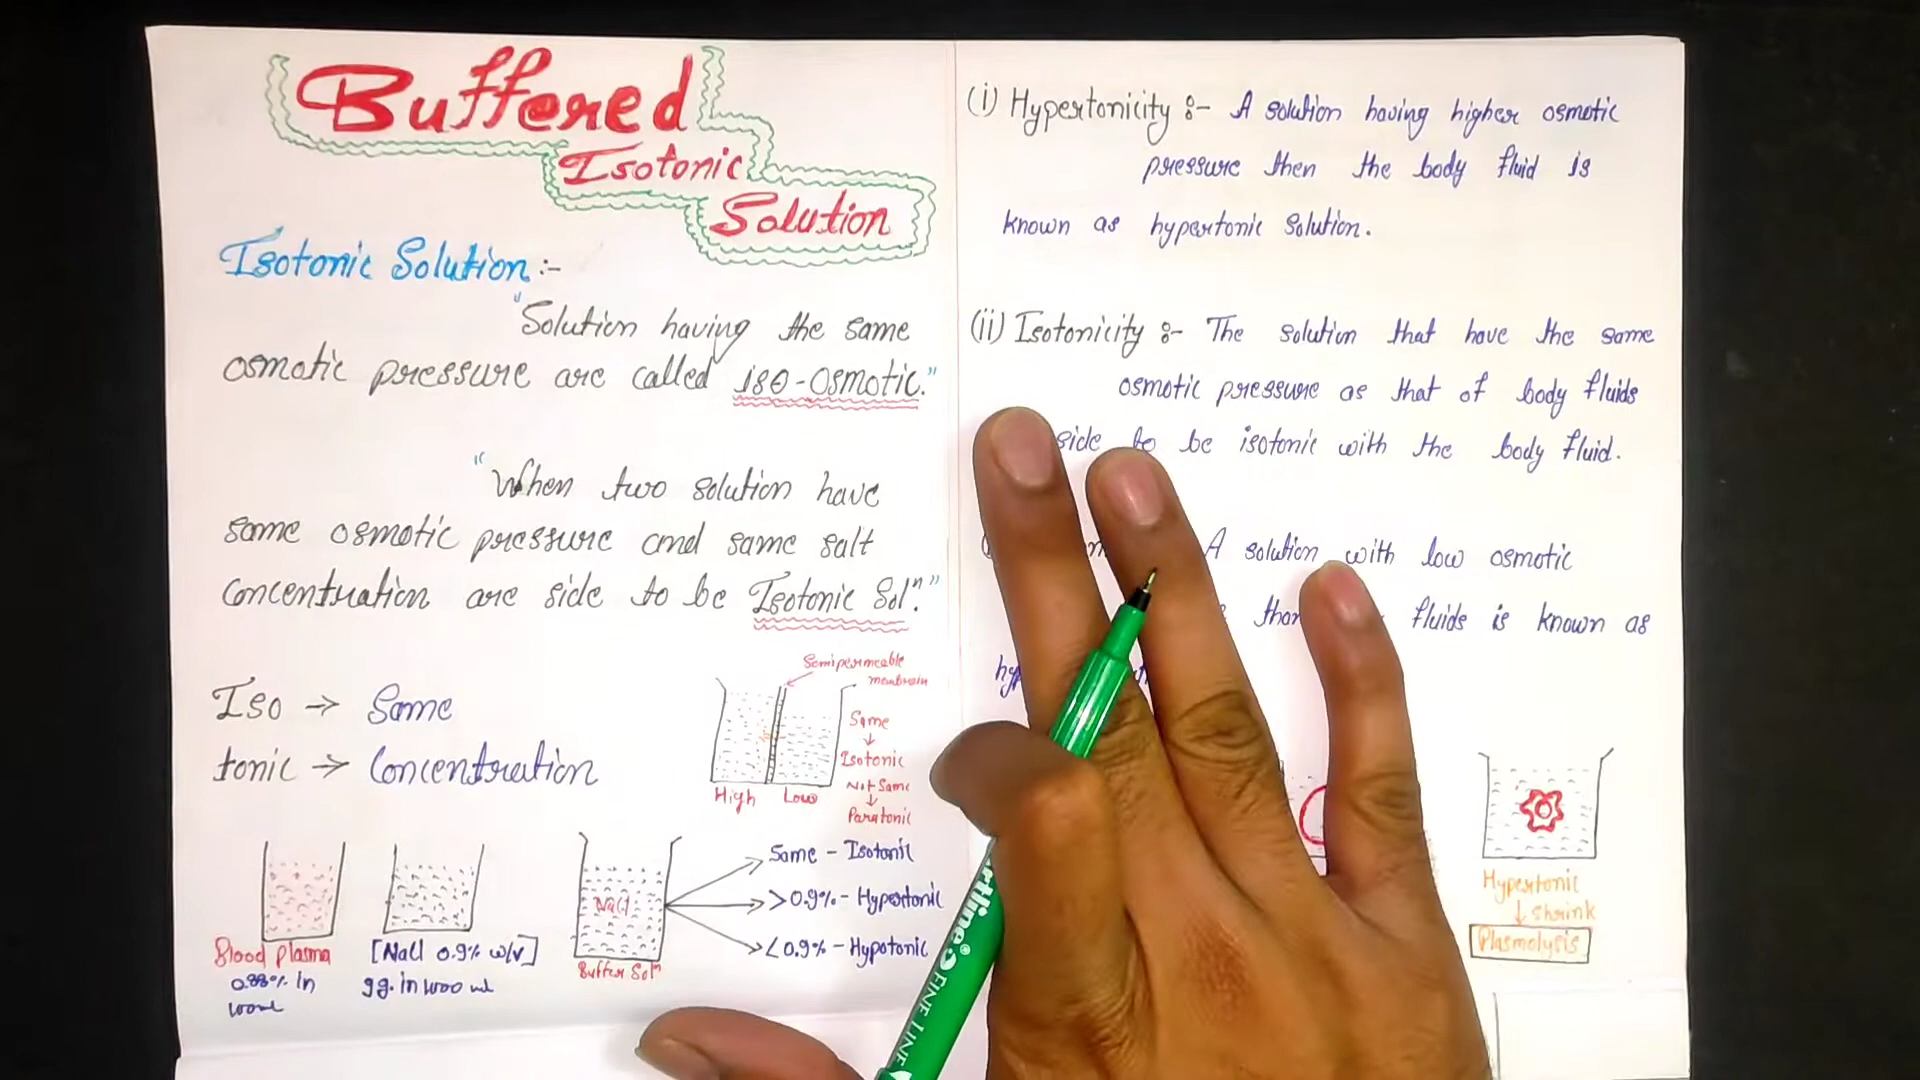 Buffered
Isotonic
Solution
Isotonic Solution :-
"Solution having the same
osmotic pressure are called iso-osmotic."
"When two solution have
same osmotic pressure and same salt
concentration are side to be Isotonic Solⁿ."
Iso → Same
tonic → Concentration
Semipermeable
membrain
Same
↓
Isotonic
Not Same
↓
Paratonic
High Low
Blood plasma
0.88% in
100ml
[NaCl 0.9% w/v]
9g. in 1000 ml
NaCl
Buffer Solⁿ
Same - Isotonic
>0.9% - Hypertonic
<0.9% - Hypotonic
(i) Hypertonicity :- A solution having higher osmotic
pressure then the body fluid is
known as hypertonic solution.
(ii) Isotonicity :- The solution that have the same
osmotic pressure as that of body fluids
side to be isotonic with the body fluid.
A solution with low osmotic
fluids is known as
Hypertonic
↓ shrink
Plasmolysis
artline
FINE LINE